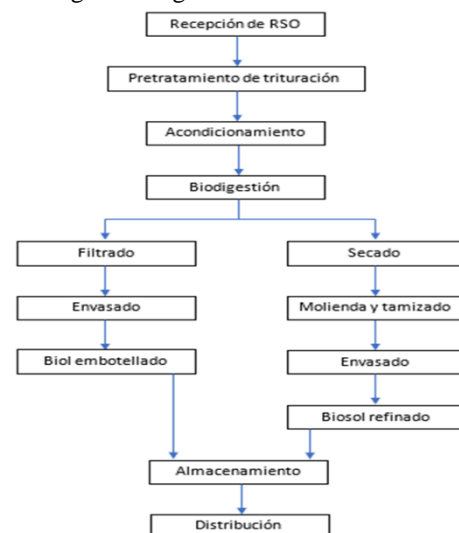 Recepción de RSO
Pretratamiento de trituración
Acondicionamiento
Biodigestión
Filtrado
Secado
Envasado
Molienda y tamizado
Biol embotellado
Envasado
Biosol refinado
Almacenamiento
Distribución